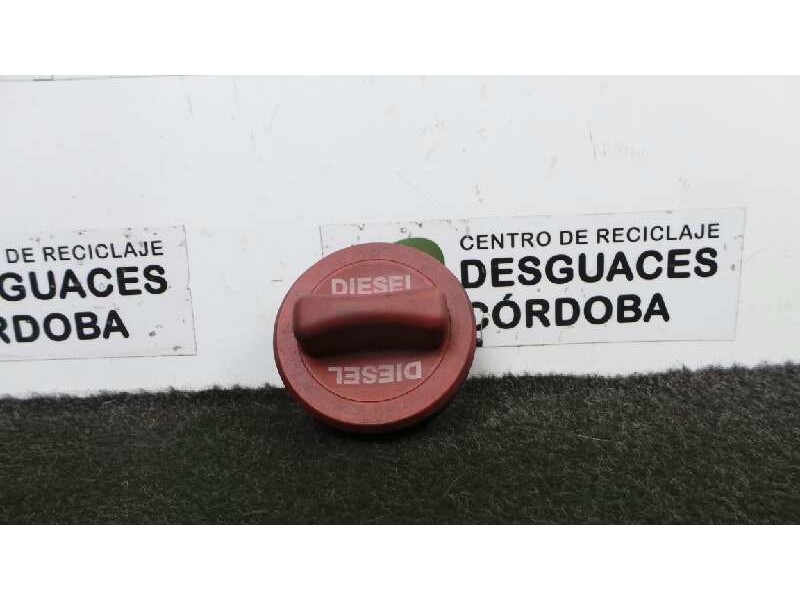 DE RECICLAJE
GUACES
RDOBA
CENTRO DE RECICLAJE
DESGUACES
CÓRDOBA
DIESEL
DIESEL